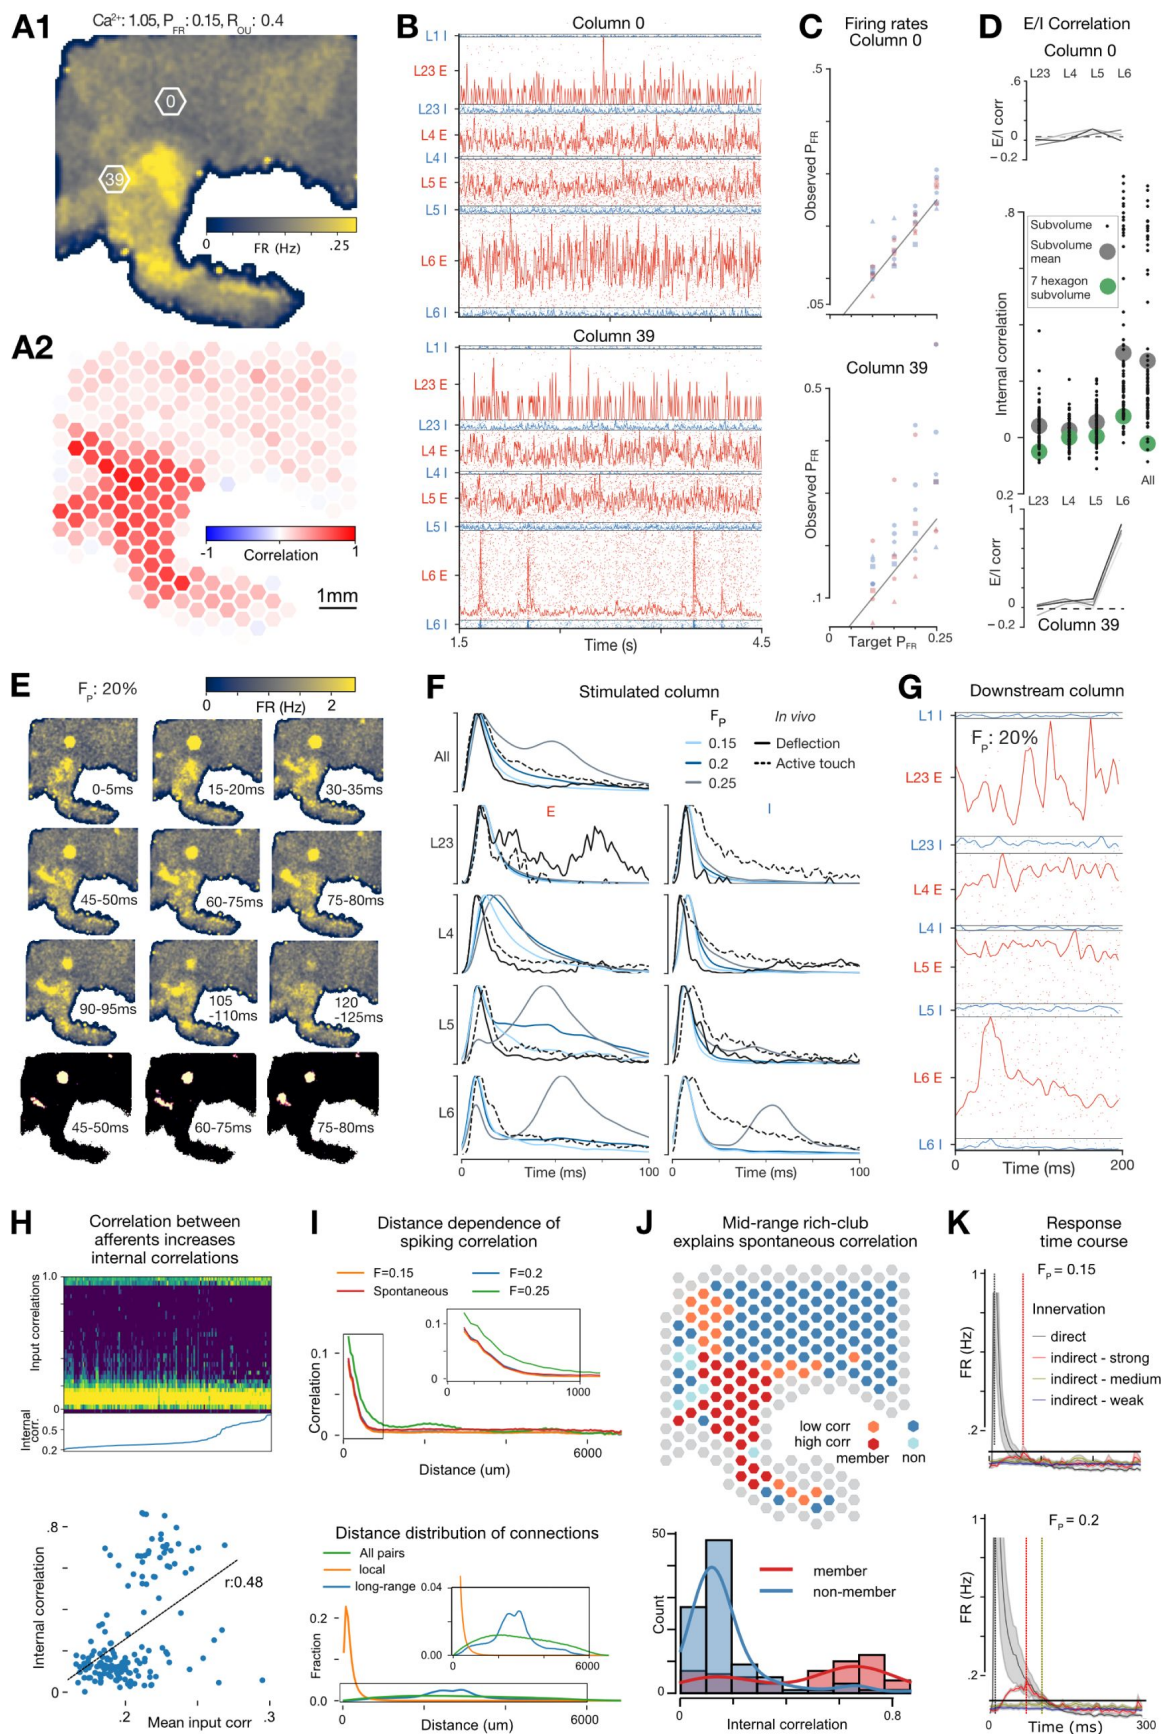 A1
Ca²⁺: 1.05, P_FR: 0.15, R_OU: 0.4
0
39
0 .25
FR (Hz)
A2
-1 1
Correlation
1mm
B
Column 0
L1 I
L23 E
L23 I
L4 E
L4 I
L5 E
L5 I
L6 E
L6 I
Column 39
L1 I
L23 E
L23 I
L4 E
L4 I
L5 E
L5 I
L6 E
L6 I
1.5 4.5
Time (s)
C
Firing rates
Column 0
.5
Observed P_FR
.05
Column 39
0.5
Observed P_FR
.1
0 0.25
Target P_FR
D
E/I Correlation
Column 0
L23 L4 L5 L6
.6
E/I corr
0
−0.2
.8
Subvolume
Subvolume
mean
7 hexagon
subvolume
Internal correlation
0
0.2
All
L23 L4 L5 L6
1
E/I corr
0
−0.2
Column 39
E
F_P: 20%
0 2
FR (Hz)
0-5ms
15-20ms
30-35ms
45-50ms
60-75ms
75-80ms
90-95ms
105
-110ms
120
-125ms
45-50ms
60-75ms
75-80ms
F
Stimulated column
F_P
0.15
0.2
0.25
In vivo
Deflection
Active touch
All
E
I
L23
L4
L5
L6
0 100
Time (ms)
0 100
Time (ms)
G
Downstream column
F_P: 20%
L1 I
L23 E
L23 I
L4 E
L4 I
L5 E
L5 I
L6 E
L6 I
0 200
Time (ms)
H
Correlation between
afferents increases
internal correlations
1.0
Input correlations
0
Internal
corr.
0.5
0.2
.8
Internal correlation
r:0.48
0
.2 .3
Mean input corr
I
Distance dependence of
spiking correlation
F=0.15
F=0.2
Spontaneous
F=0.25
0.1
Correlation
0
0.1
0
0 1000
0 6000
Distance (um)
Distance distribution of connections
All pairs
local
long-range
0.2
Fraction
0.0
0.04
0.00
0 6000
0 6000
Distance (um)
J
Mid-range rich-club
explains spontaneous correlation
low corr
high corr
member non
50
Count
0
member
non-member
0 0.8
Internal correlation
K
Response
time course
F_P = 0.15
1
FR (Hz)
.2
Innervation
direct
indirect - strong
indirect - medium
indirect - weak
F_P = 0.2
1
FR (Hz)
.2
0 300
Time (ms)